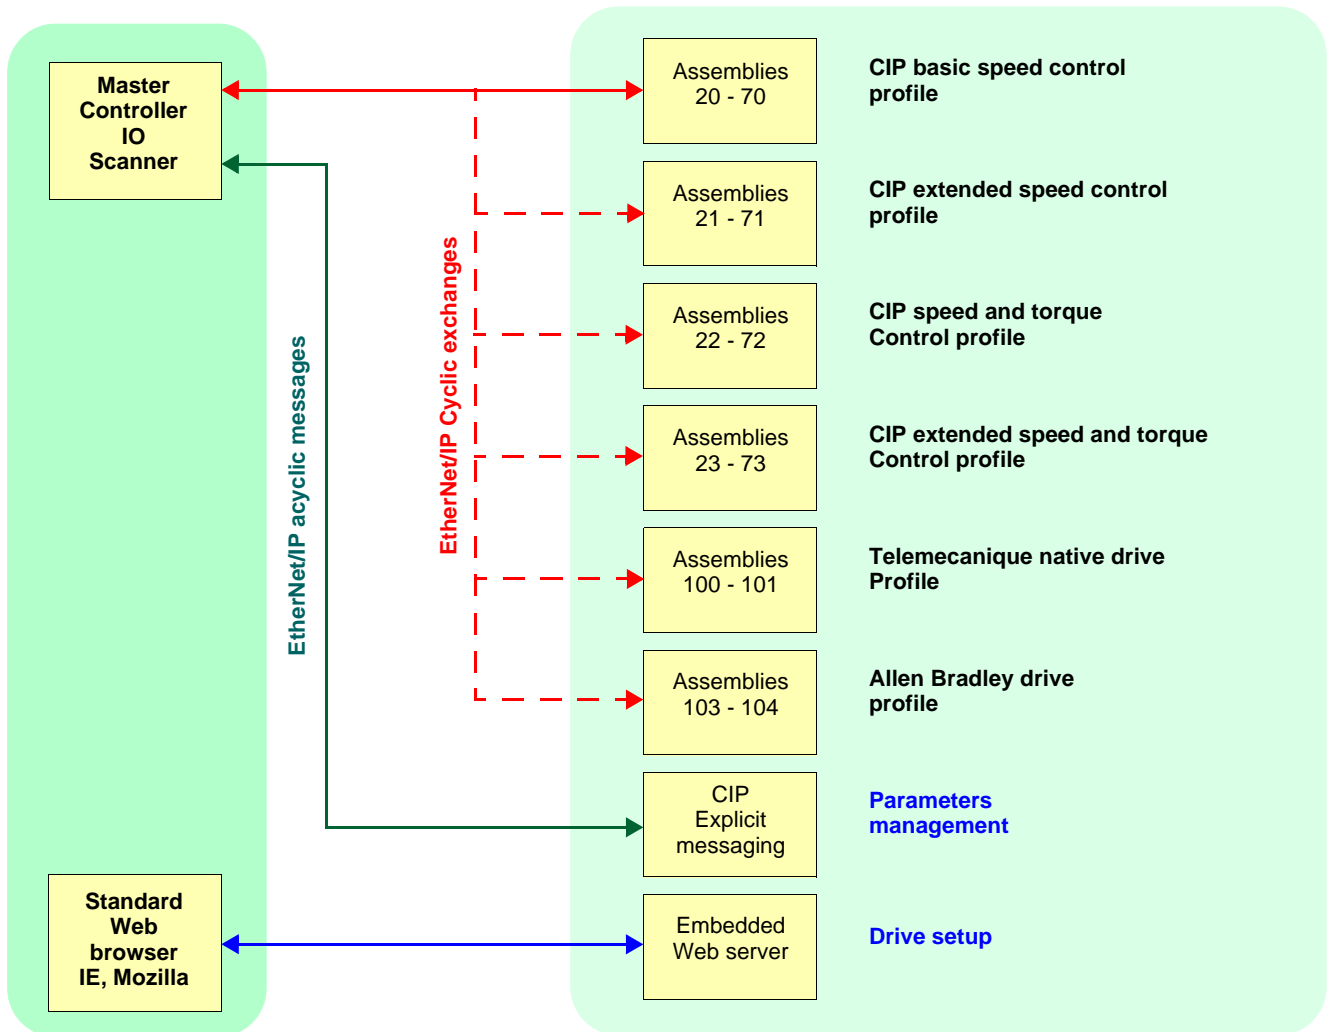 Master
Controller
IO
Scanner
Standard
Web
browser
IE, Mozilla
EtherNet/IP acyclic messages
EtherNet/IP Cyclic exchanges
Assemblies
20 - 70
CIP basic speed control
profile
Assemblies
21 - 71
CIP extended speed control
profile
Assemblies
22 - 72
CIP speed and torque
Control profile
Assemblies
23 - 73
CIP extended speed and torque
Control profile
Assemblies
100 - 101
Telemecanique native drive
Profile
Assemblies
103 - 104
Allen Bradley drive
profile
CIP
Explicit
messaging
Parameters
management
Embedded
Web server
Drive setup